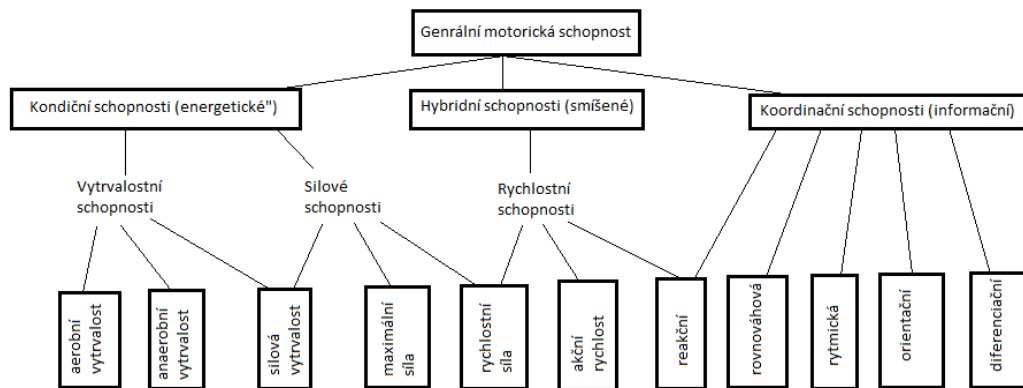 Genrální motorická schopnost
Kondiční schopnosti (energetické")
Hybridní schopnosti (smíšené)
Koordinační schopnosti (informační)
Vytrvalostní
schopnosti
Silové
schopnosti
Rychlostní
schopnosti
aerobní
vytrvalost
anaerobní
vytrvalost
silová
vytrvalost
maximální
síla
rychlostní
síla
akční
rychlost
reakční
rovnováhová
rytmická
orientační
diferenciační